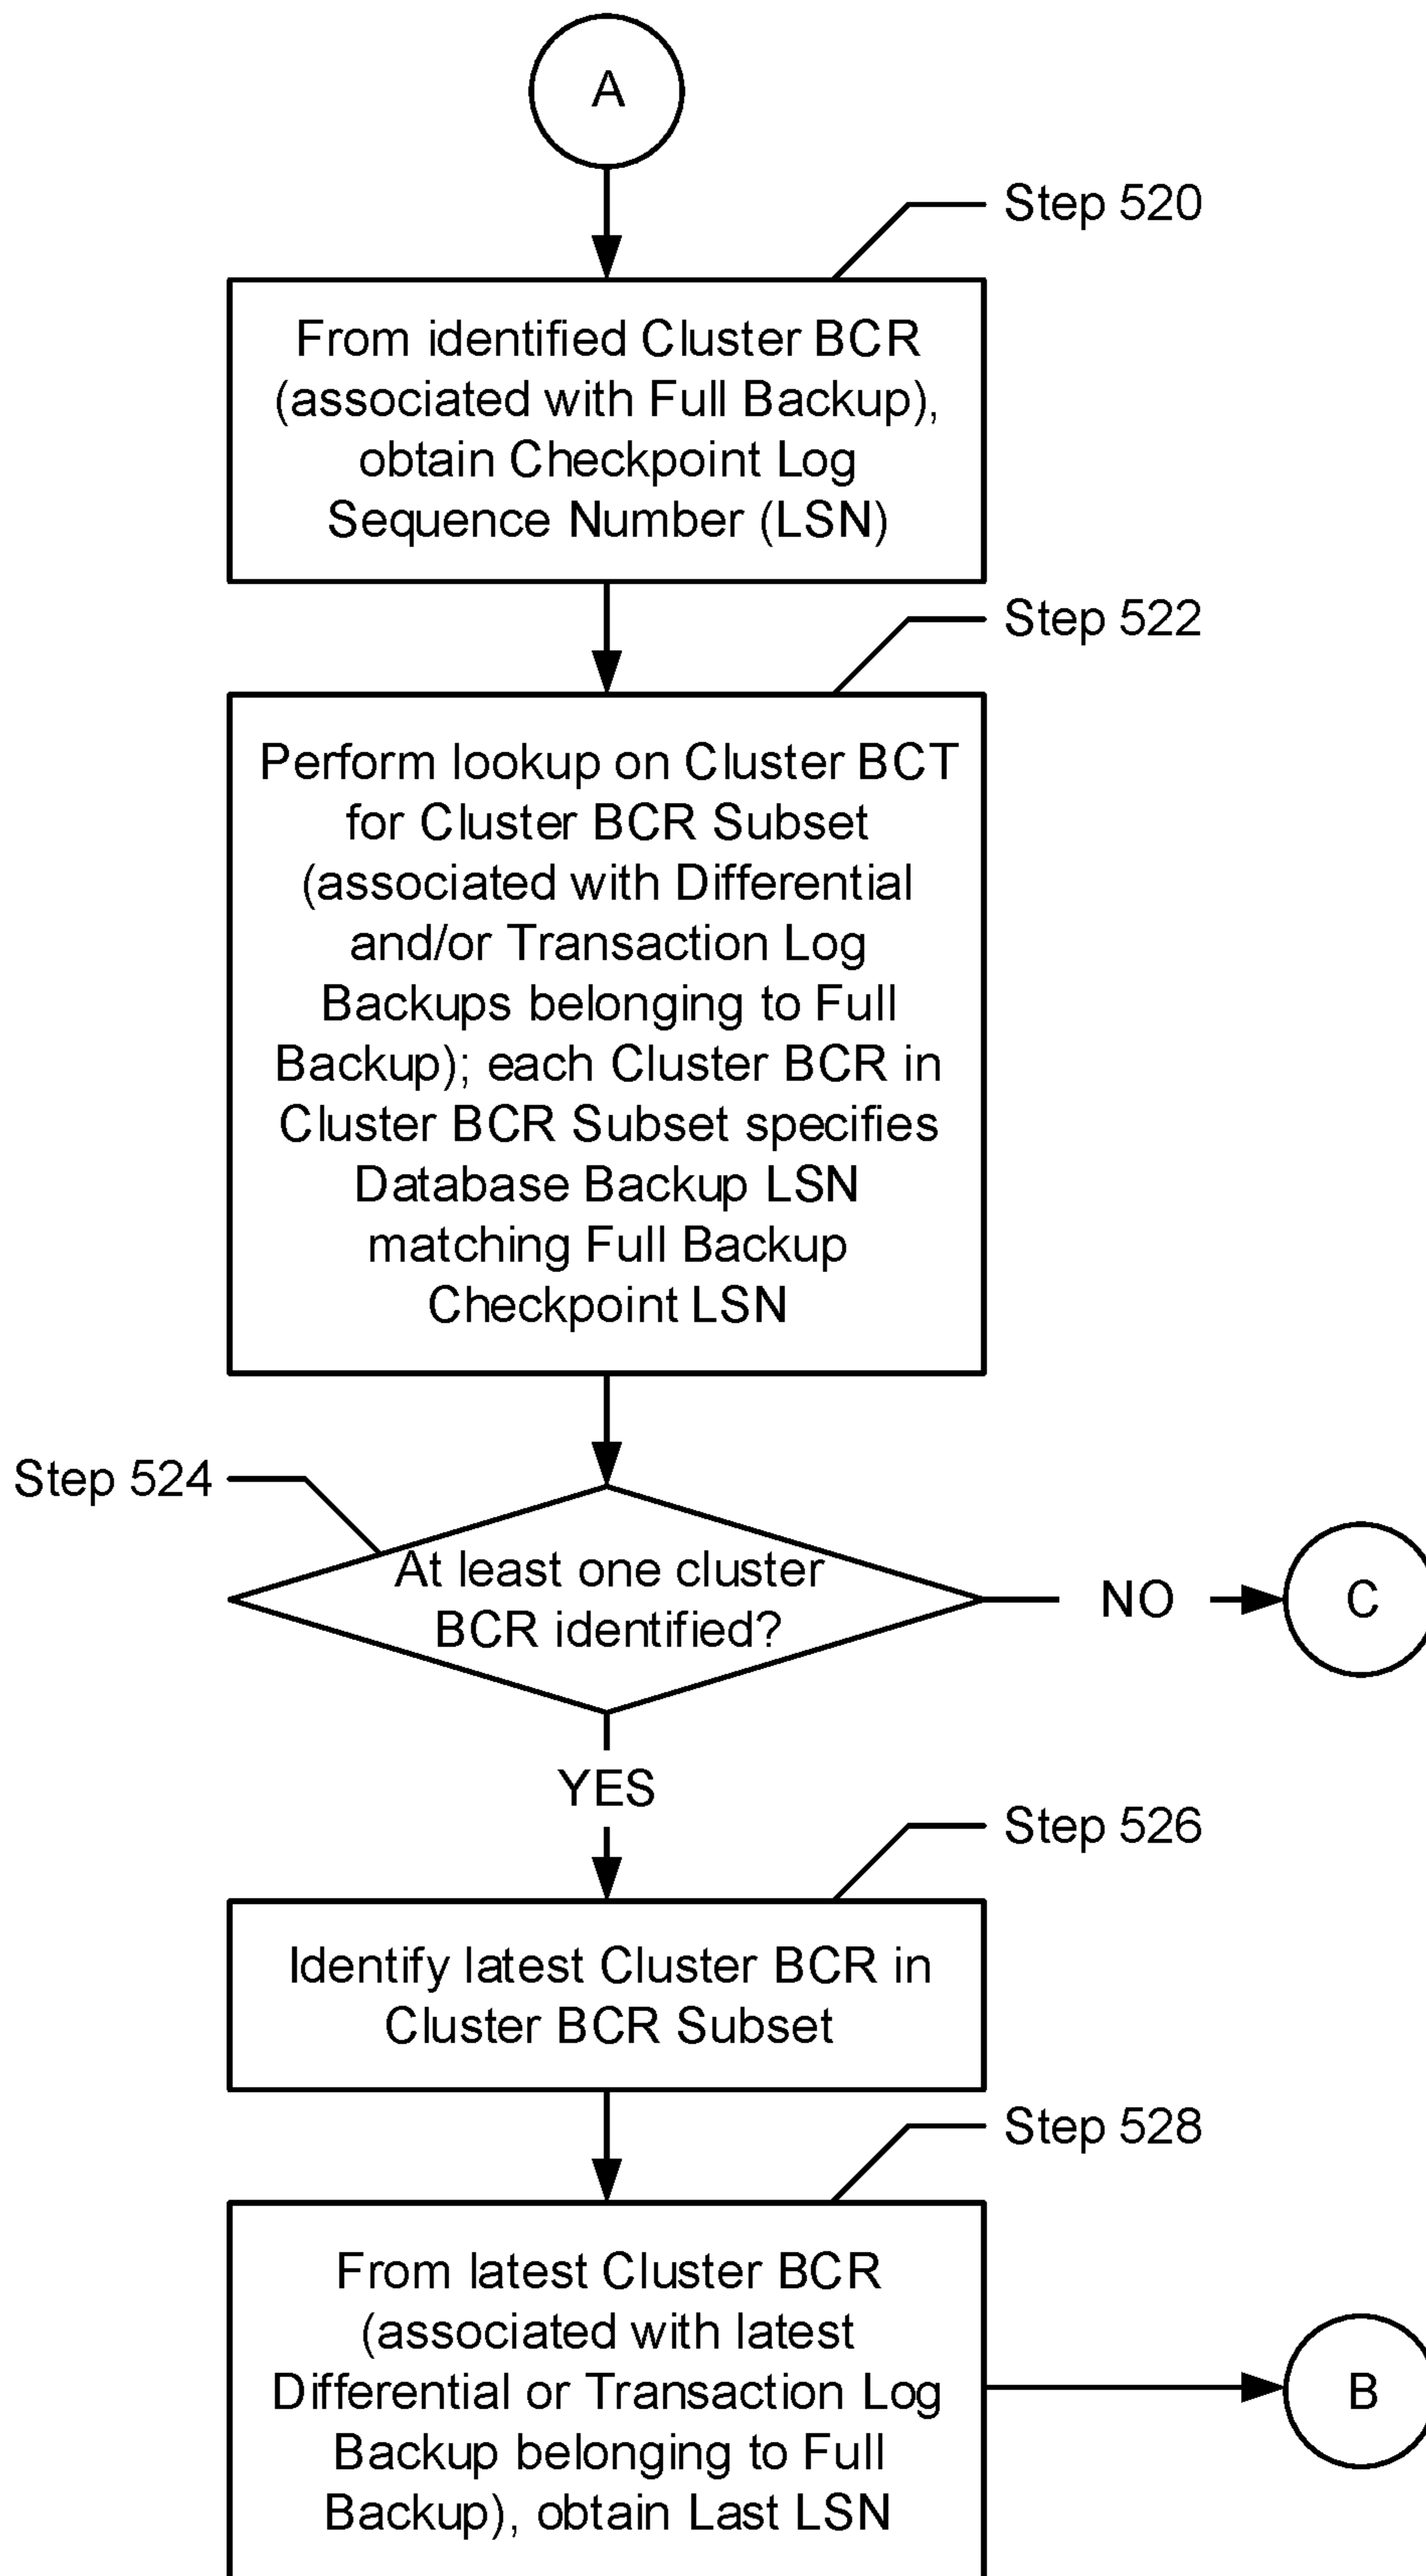 A
Step 520
From identified Cluster BCR
(associated with Full Backup),
obtain Checkpoint Log
Sequence Number (LSN)
Step 522
Perform lookup on Cluster BCT
for Cluster BCR Subset
(associated with Differential
and/or Transaction Log
Backups belonging to Full
Backup); each Cluster BCR in
Cluster BCR Subset specifies
Database Backup LSN
matching Full Backup
Checkpoint LSN
Step 524
At least one cluster
BCR identified?
NO
C
YES
Step 526
Identify latest Cluster BCR in
Cluster BCR Subset
Step 528
From latest Cluster BCR
(associated with latest
Differential or Transaction Log
Backup belonging to Full
Backup), obtain Last LSN
B